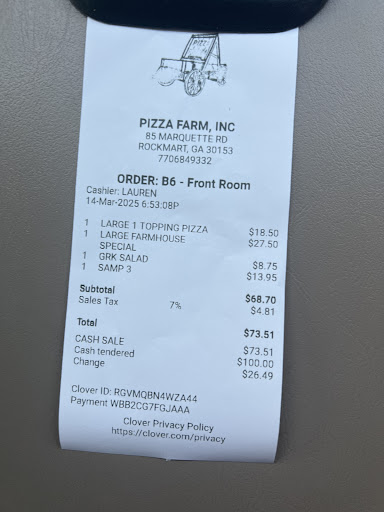 PIZZ
PIZZA FARM, INC
85 MARQUETTE RD
ROCKMART, GA 30153
7706849332
ORDER: B6 - Front Room
Cashier: LAUREN
14-Mar-2025 6:53:08P
1 LARGE 1 TOPPING PIZZA $18.50
1 LARGE FARMHOUSE SPECIAL $27.50
1 GRK SALAD $8.75
1 SAMP 3 $13.95
Subtotal $68.70
Sales Tax 7% $4.81
Total $73.51
CASH SALE $73.51
Cash tendered $100.00
Change $26.49
Clover ID: RGVMQBN4WZA44
Payment WBB2CG7FGJAAA
Clover Privacy Policy
https://clover.com/privacy